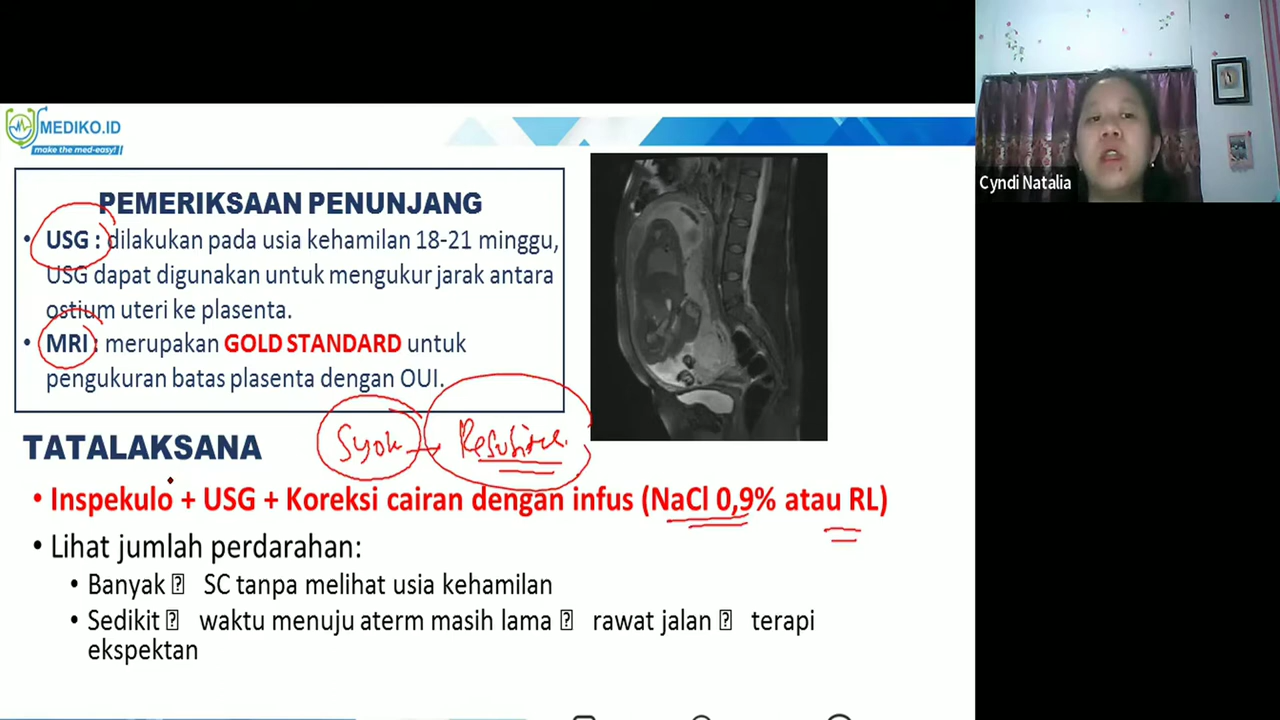 MEDIKO.ID
make the med-easy!
PEMERIKSAAN PENUNJANG
• USG : dilakukan pada usia kehamilan 18-21 minggu,
USG dapat digunakan untuk mengukur jarak antara
ostium uteri ke plasenta.
• MRI : merupakan GOLD STANDARD untuk
pengukuran batas plasenta dengan OUI.
Syok →
TATALAKSANA
• Inspekulo + USG + Koreksi cairan dengan infus (NaCl 0,9% atau RL)
• Lihat jumlah perdarahan:
• Banyak SC tanpa melihat usia kehamilan
• Sedikit waktu menuju aterm masih lama rawat jalan terapi
ekspektan
Cyndi Natalia